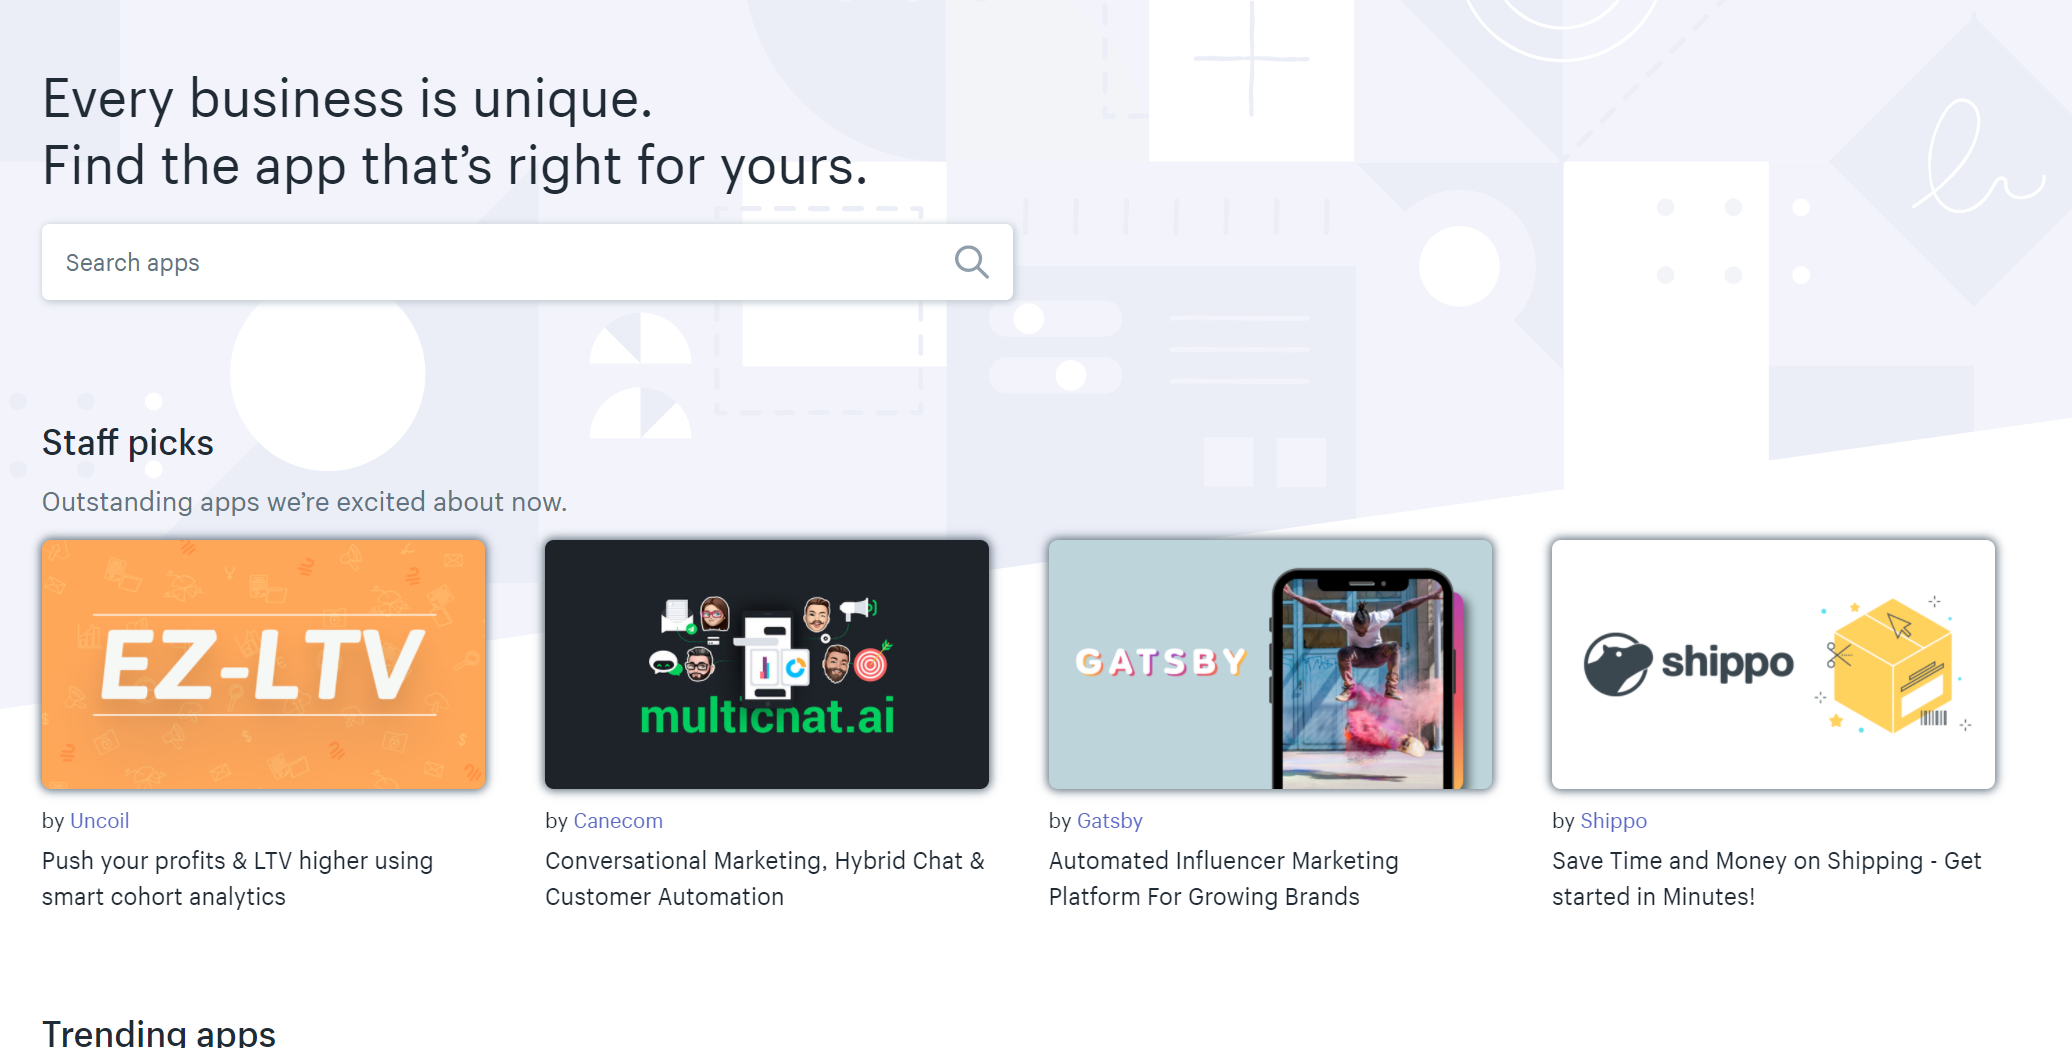 Every business is unique.
Find the app that’s right for yours.
Search apps
Staff picks
Outstanding apps we’re excited about now.
EZ-LTV
multichat.ai
GATSBY
shippo
by Uncoil
by Canecom
by Gatsby
by Shippo
Push your profits & LTV higher using
smart cohort analytics
Conversational Marketing, Hybrid Chat &
Customer Automation
Automated Influencer Marketing
Platform For Growing Brands
Save Time and Money on Shipping - Get
started in Minutes!
Trending apps